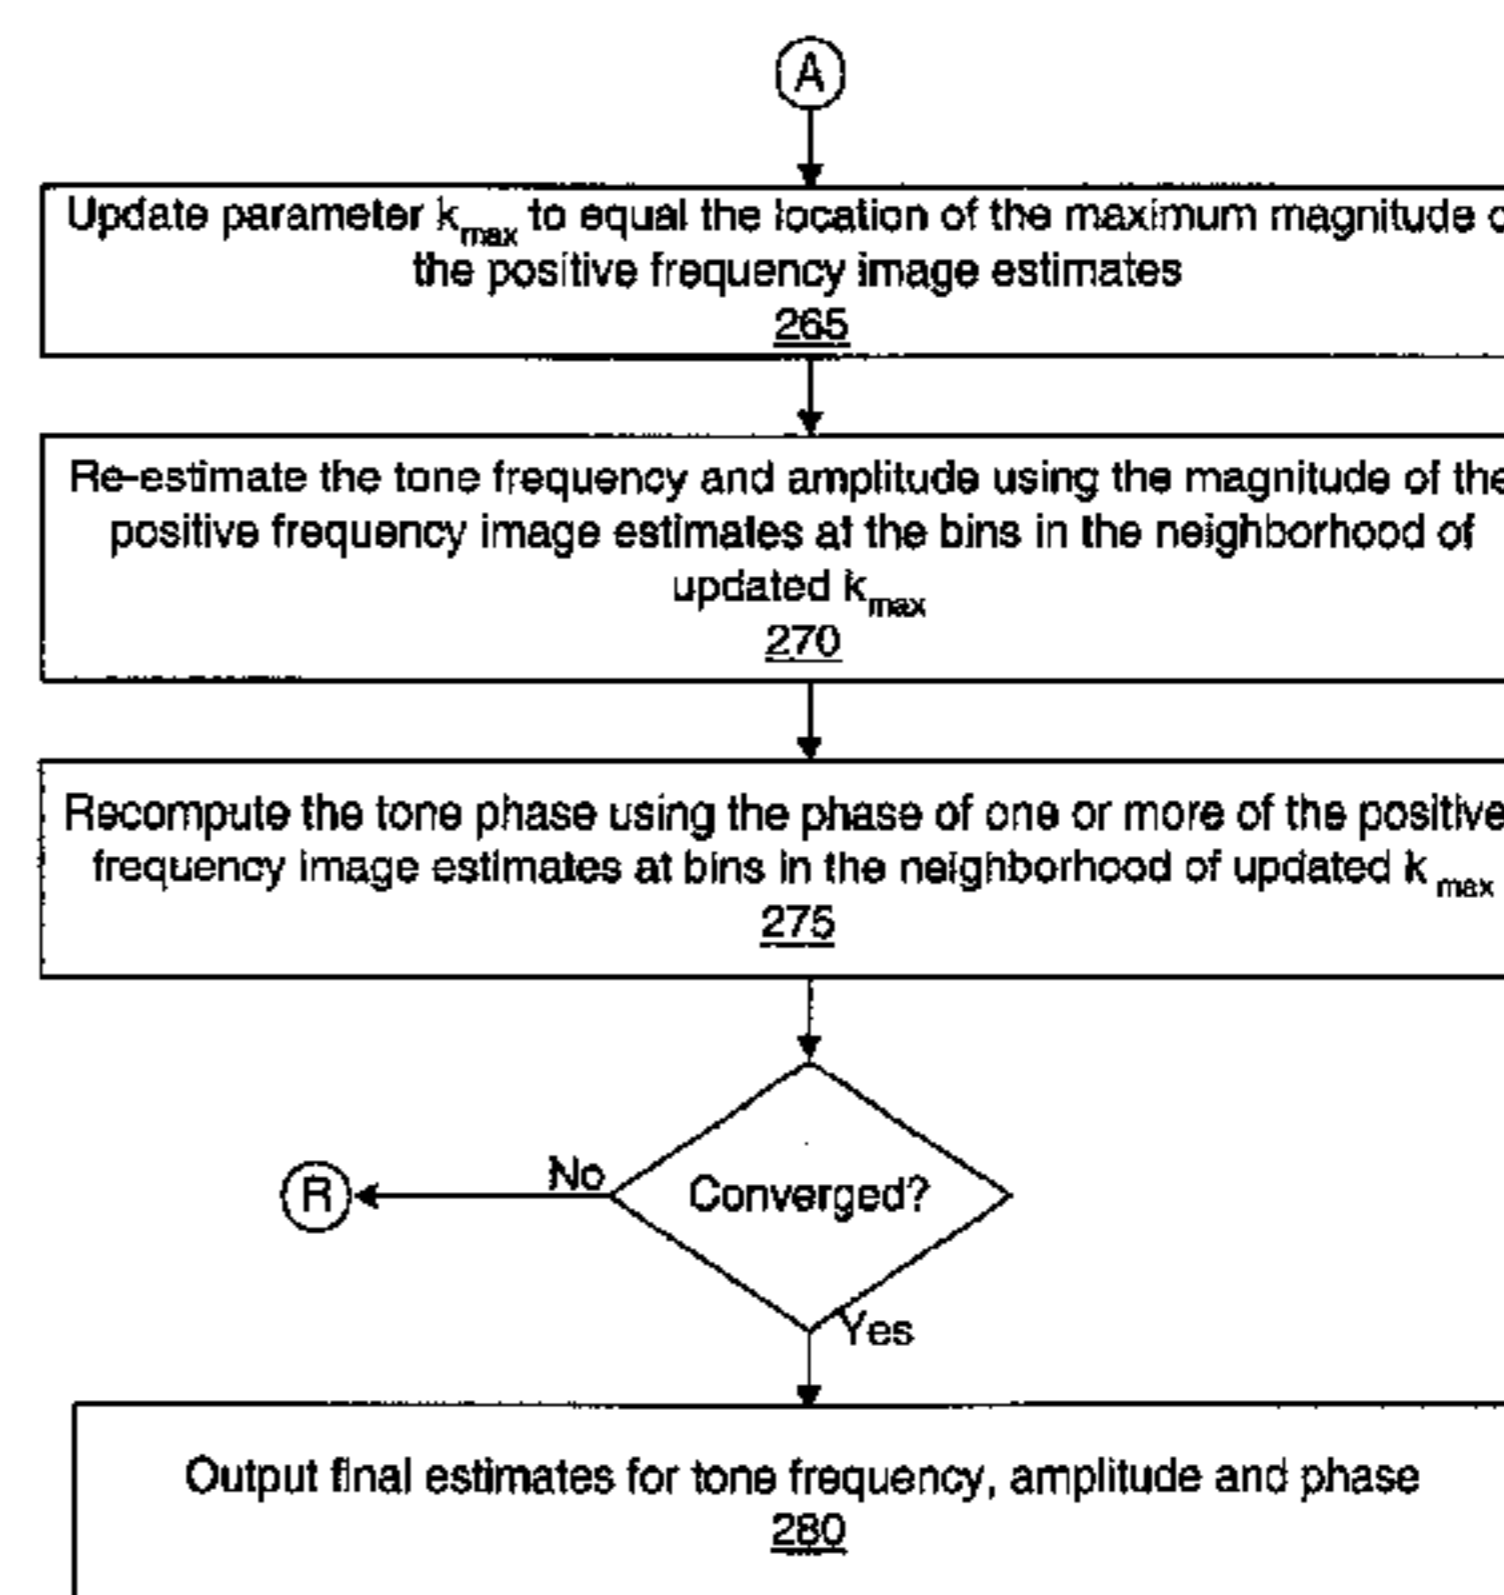 A
Update parameter kmax to equal the location of the maximum magnitude
the positive frequency image estimates
265
Re-estimate the tone frequency and amplitude using the magnitude of the
positive frequency image estimates at the bins in the neighborhood of
updated kmax
270
Recompute the tone phase using the phase of one or more of the positive
frequency image estimates at bins in the neighborhood of updated k max
275
No
R
Converged?
Yes
Output final estimates for tone frequency, amplitude and phase
280